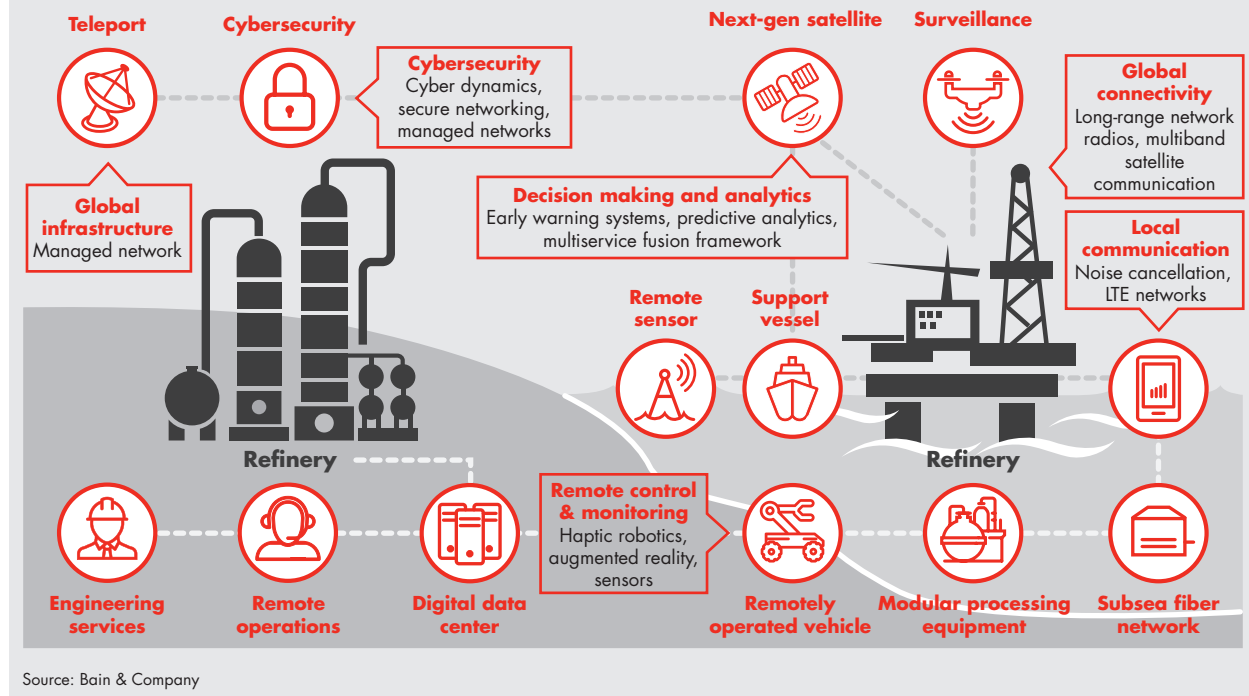 Teleport
Cybersecurity
Next-gen satellite
Surveillance
Cybersecurity
Cyber dynamics,
secure networking,
managed networks
Global
connectivity
Long-range network
radios, multiband
satellite
communication
Global
infrastructure
Managed network
Decision making and analytics
Early warning systems, predictive analytics,
multiservice fusion framework
Local
communication
Noise cancellation,
LTE networks
Remote
sensor
Support
vessel
Refinery
Refinery
Remote control
& monitoring
Haptic robotics,
augmented reality,
sensors
Engineering
services
Remote
operations
Digital data
center
Remotely
operated vehicle
Modular processing
equipment
Subsea fiber
network
Source: Bain & Company